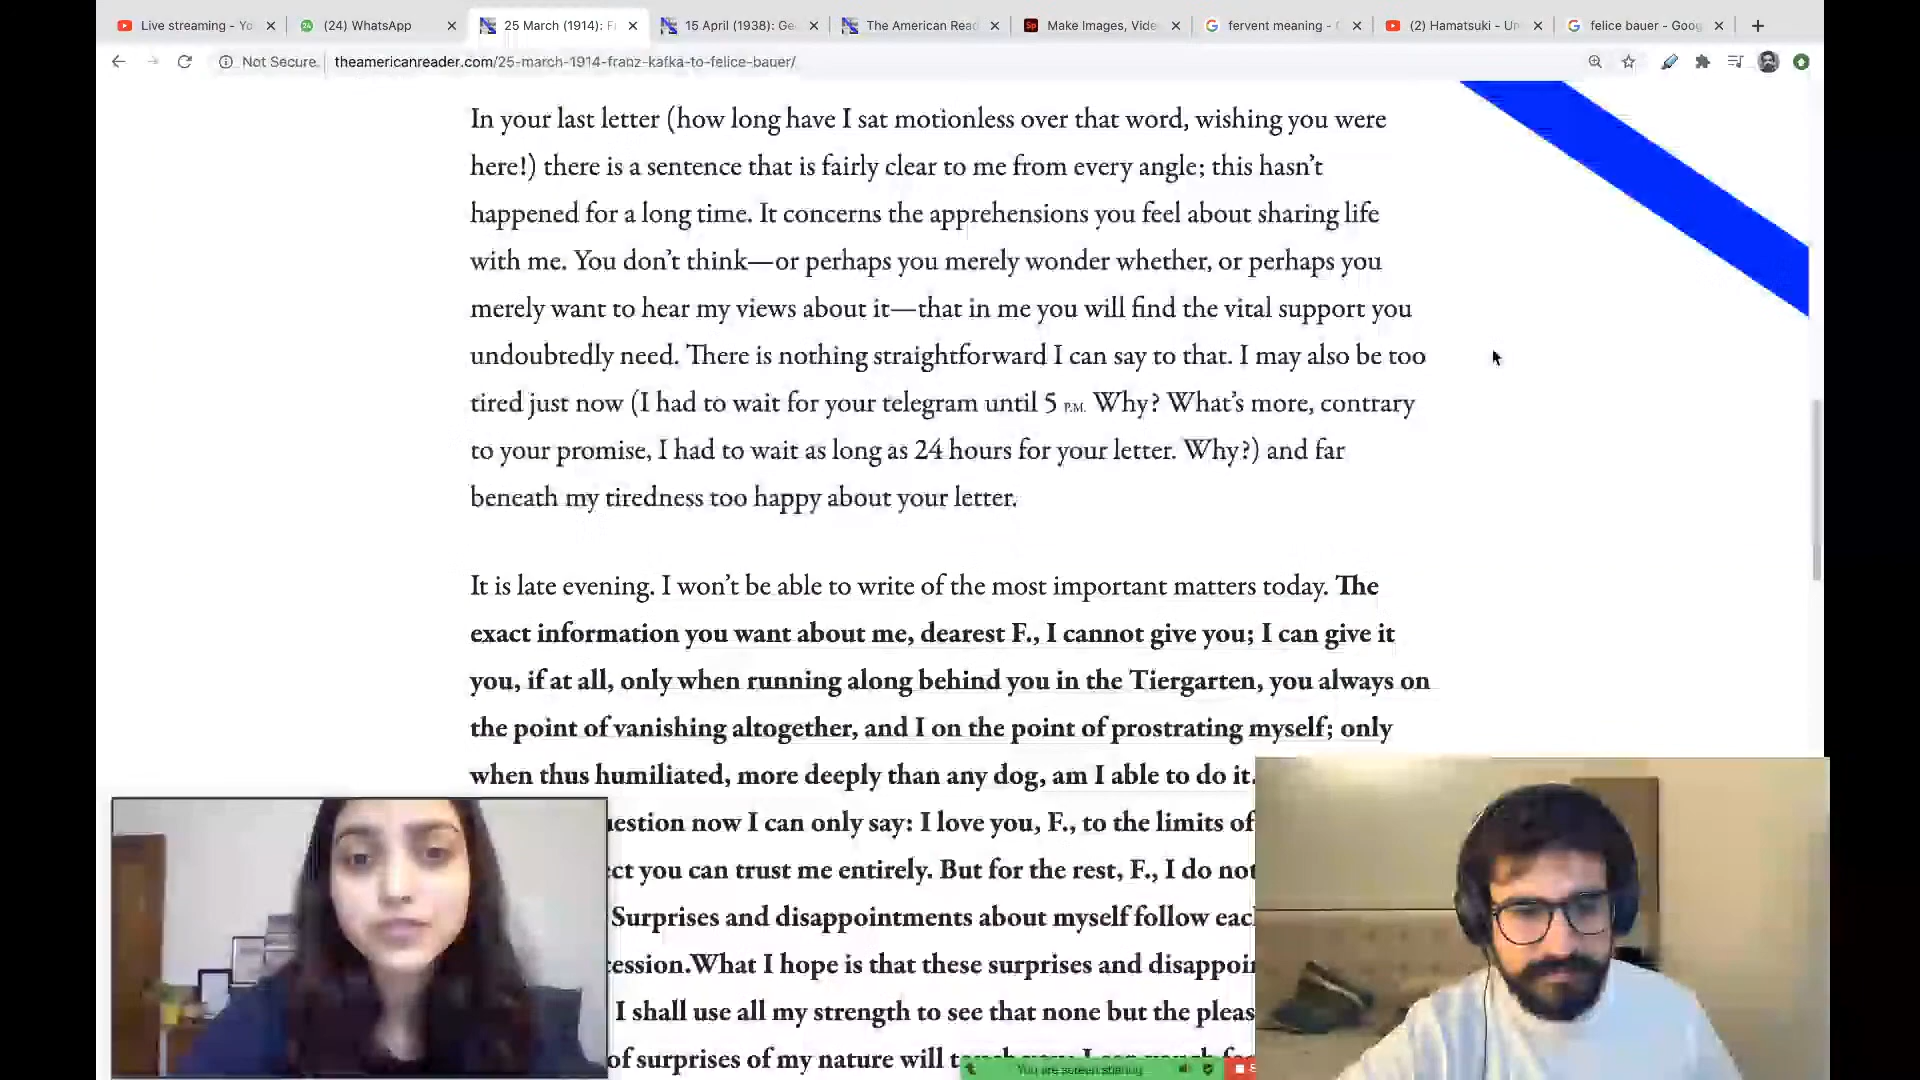 Live streaming - Yo
(24) WhatsApp
25 March (1914): F
15 April (1938): Ge
The American Read
Make Images, Vide
fervent meaning -
(2) Hamatsuki - Un
felice bauer - Goog
Not Secure
theamericanreader.com/25-march-1914-franz-kafka-to-felice-bauer/
In your last letter (how long have I sat motionless over that word, wishing you were
here!) there is a sentence that is fairly clear to me from every angle; this hasn't
happened for a long time. It concerns the apprehensions you feel about sharing life
with me. You don't think—or perhaps you merely wonder whether, or perhaps you
merely want to hear my views about it—that in me you will find the vital support you
undoubtedly need. There is nothing straightforward I can say to that. I may also be too
tired just now (I had to wait for your telegram until 5 P.M. Why? What's more, contrary
to your promise, I had to wait as long as 24 hours for your letter. Why?) and far
beneath my tiredness too happy about your letter.
It is late evening. I won't be able to write of the most important matters today. The
exact information you want about me, dearest F., I cannot give you; I can give it
you, if at all, only when running along behind you in the Tiergarten, you always on
the point of vanishing altogether, and I on the point of prostrating myself; only
when thus humiliated, more deeply than any dog, am I able to do it.
uestion now I can only say: I love you, F., to the limits of
ct you can trust me entirely. But for the rest, F., I do not
Surprises and disappointments about myself follow eac
cession.What I hope is that these surprises and disappoin
I shall use all my strength to see that none but the pleas
of surprises of my nature will
You are screen sharing